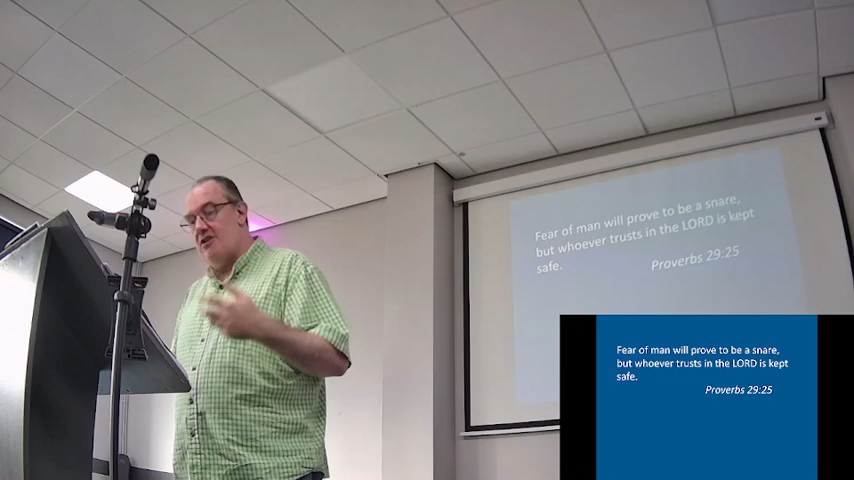 Fear of man will prove to be a snare,
but whoever trusts in the LORD is kept
safe.
Proverbs 29:25
Fear of man will prove to be a snare,
but whoever trusts in the LORD is kept
safe.
Proverbs 29:25